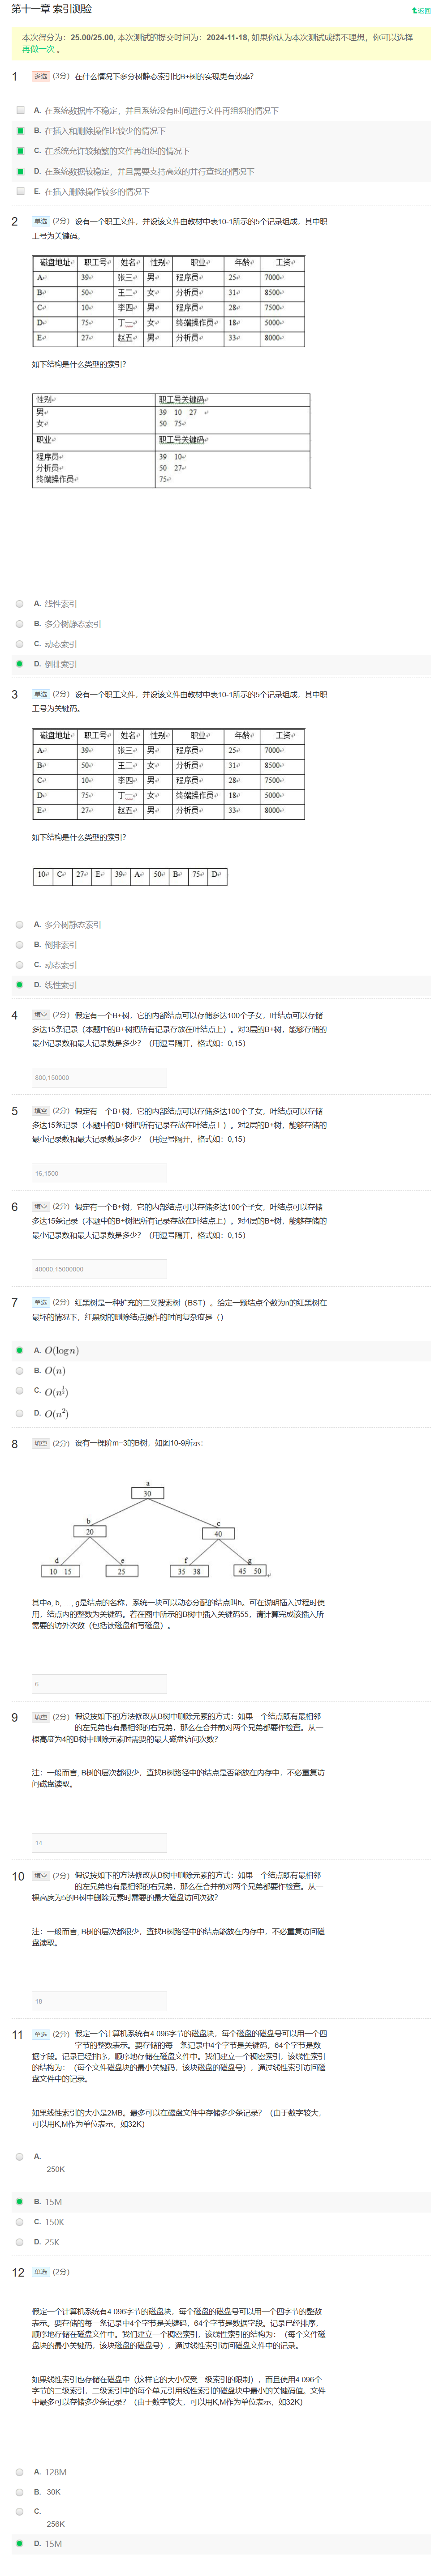 第十一章 索引测验
返回
本次得分为：25.00/25.00, 本次测试的提交时间为：2024-11-18, 如果你认为本次测试成绩不理想，你可以选择
再做一次 。
1 多选 (3分) 在什么情况下多分树静态索引比B+树的实现更有效率?
A. 在系统数据库不稳定，并且系统没有时间进行文件再组织的情况下
B. 在插入和删除操作比较少的情况下
C. 在系统允许较频繁的文件再组织的情况下
D. 在系统数据较稳定，并且需要支持高效的并行查找的情况下
E. 在插入删除操作较多的情况下
2 单选 (2分) 设有一个职工文件，并设该文件由教材中表10-1所示的5个记录组成，其中职
工号为关键码。
磁盘地址 职工号 姓名 性别 职业 年龄 工资
A 39 张三 男 程序员 25 7000
B 50 王二 女 分析员 31 8500
C 10 李四 男 程序员 28 7500
D 75 丁一 女 终端操作员 18 5000
E 27 赵五 男 分析员 33 8000
如下结构是什么类型的索引?
性别 职工号关键码
男 39 10 27
女 50 75
职业 职工号关键码
程序员 39 10
分析员 50 27
终端操作员 75
A. 线性索引
B. 多分树静态索引
C. 动态索引
D. 倒排索引
3 单选 (2分) 设有一个职工文件，并设该文件由教材中表10-1所示的5个记录组成，其中职
工号为关键码。
磁盘地址 职工号 姓名 性别 职业 年龄 工资
A 39 张三 男 程序员 25 7000
B 50 王二 女 分析员 31 8500
C 10 李四 男 程序员 28 7500
D 75 丁一 女 终端操作员 18 5000
E 27 赵五 男 分析员 33 8000
如下结构是什么类型的索引?
10 C 27 E 39 A 50 B 75 D
A. 多分树静态索引
B. 倒排索引
C. 动态索引
D. 线性索引
4 填空 (2分) 假定有一个B+树，它的内部结点可以存储多达100个子女，叶结点可以存储
多达15条记录（本题中的B+树把所有记录存放在叶结点上）。对3层的B+树，能够存储的
最小记录数和最大记录数是多少? （用逗号隔开，格式如：0,15）
800,150000
5 填空 (2分) 假定有一个B+树，它的内部结点可以存储多达100个子女，叶结点可以存储
多达15条记录（本题中的B+树把所有记录存放在叶结点上）。对2层的B+树，能够存储的
最小记录数和最大记录数是多少? （用逗号隔开，格式如：0,15）
16,1500
6 填空 (2分) 假定有一个B+树，它的内部结点可以存储多达100个子女，叶结点可以存储
多达15条记录（本题中的B+树把所有记录存放在叶结点上）。对4层的B+树，能够存储的
最小记录数和最大记录数是多少? （用逗号隔开，格式如：0,15）
40000,15000000
7 单选 (2分) 红黑树是一种扩充的二叉搜索树（BST）。给定一颗结点个数为n的红黑树在
最坏的情况下，红黑树的删除结点操作的时间复杂度是（）
A. O(log n)
B. O(n)
C. O(n^{1/2})
D. O(n^2)
8 填空 (2分) 设有一棵阶m=3的B树，如图10-9所示：
a
30
b c
20 40
d e f g
10 15 25 35 38 45 50
其中a, b, ..., g是结点的名称，系统一块可以动态分配的结点叫h。可在说明插入过程时使
用，结点内的整数为关键码。若在图中所示的B树中插入关键码55，请计算完成该插入所
需要的访外次数（包括读磁盘和写磁盘）。
6
9 填空 (2分) 假设按如下的方法修改从B树中删除元素的方式：如果一个结点既有最相邻
的左兄弟也有最相邻的右兄弟，那么在合并前对两个兄弟都要作检查。从一
棵高度为4的B树中删除元素时需要的最大磁盘访问次数?
注：一般而言, B树的层次都很少，查找B树路径中的结点是否能放在内存中，不必重复访
问磁盘读取。
14
10 填空 (2分) 假设按如下的方法修改从B树中删除元素的方式：如果一个结点既有最相邻
的左兄弟也有最相邻的右兄弟，那么在合并前对两个兄弟都要作检查。从一
棵高度为5的B树中删除元素时需要的最大磁盘访问次数?
注：一般而言, B树的层次都很少，查找B树路径中的结点能放在内存中，不必重复访问磁
盘读取。
18
11 单选 (2分) 假定一个计算机系统有4 096字节的磁盘块，每个磁盘的磁盘号可以用一个四
字节的整数表示。要存储的每一条记录中4个字节是关键码，64个字节是数
据字段。记录已经排序，顺序地存储在磁盘文件中。我们建立一个稠密索引，该线性索引
的结构为：（每个文件磁盘块的最小关键码，该块磁盘的磁盘号），通过线性索引访问磁
盘文件中的记录。
如果线性索引的大小是2MB。最多可以在磁盘文件中存储多少条记录? （由于数字较大，
可以用K,M作为单位表示，如32K）
A.
250K
B. 15M
C. 150K
D. 25K
12 单选 (2分)
假定一个计算机系统有4 096字节的磁盘块，每个磁盘的磁盘号可以用一个四字节的整数
表示。要存储的每一条记录中4个字节是关键码，64个字节是数据字段。记录已经排序，
顺序地存储在磁盘文件中。我们建立一个稠密索引，该线性索引的结构为：（每个文件磁
盘块的最小关键码，该块磁盘的磁盘号），通过线性索引访问磁盘文件中的记录。
如果线性索引也存储在磁盘中（这样它的大小仅受二级索引的限制），而且使用4 096个
字节的二级索引，二级索引中的每个单元引用线性索引的磁盘块中最小的关键码值。文件
中最多可以存储多少条记录? （由于数字较大，可以用K,M作为单位表示，如32K）
A. 128M
B. 30K
C.
256K
D. 15M